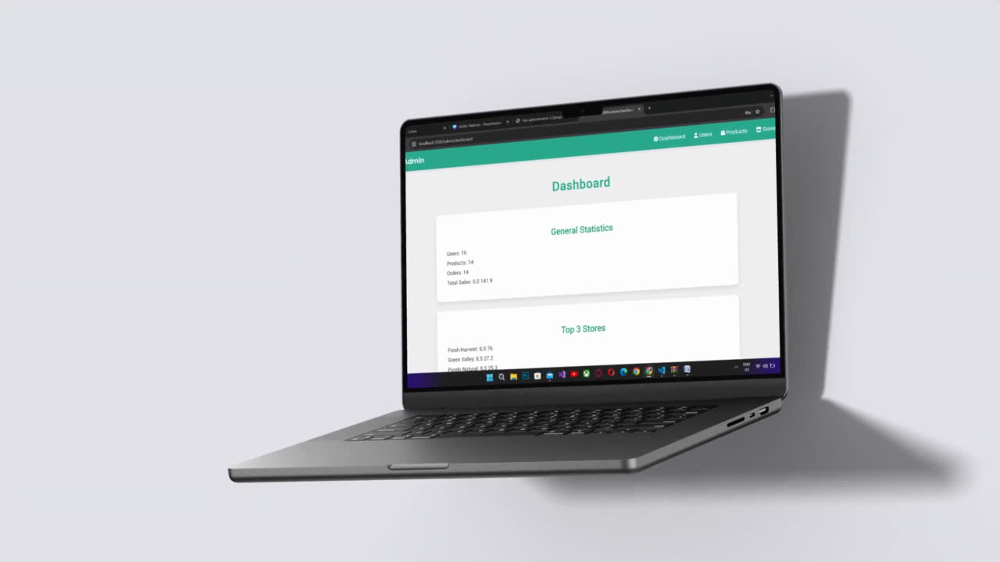 Canva
Platform - Presentation
Site administration | Django
localhost:3000/admin/dashboard
Admin
Dashboard
Users
Products
Store
Dashboard
General Statistics
Users: 16
Products: 14
Orders: 14
Total Sales: ILS 141.9
Top 3 Stores
Fresh Harvest: ILS 76
Green Valley: ILS 27.2
Purely Natural: ILS 25.3
ENG
US